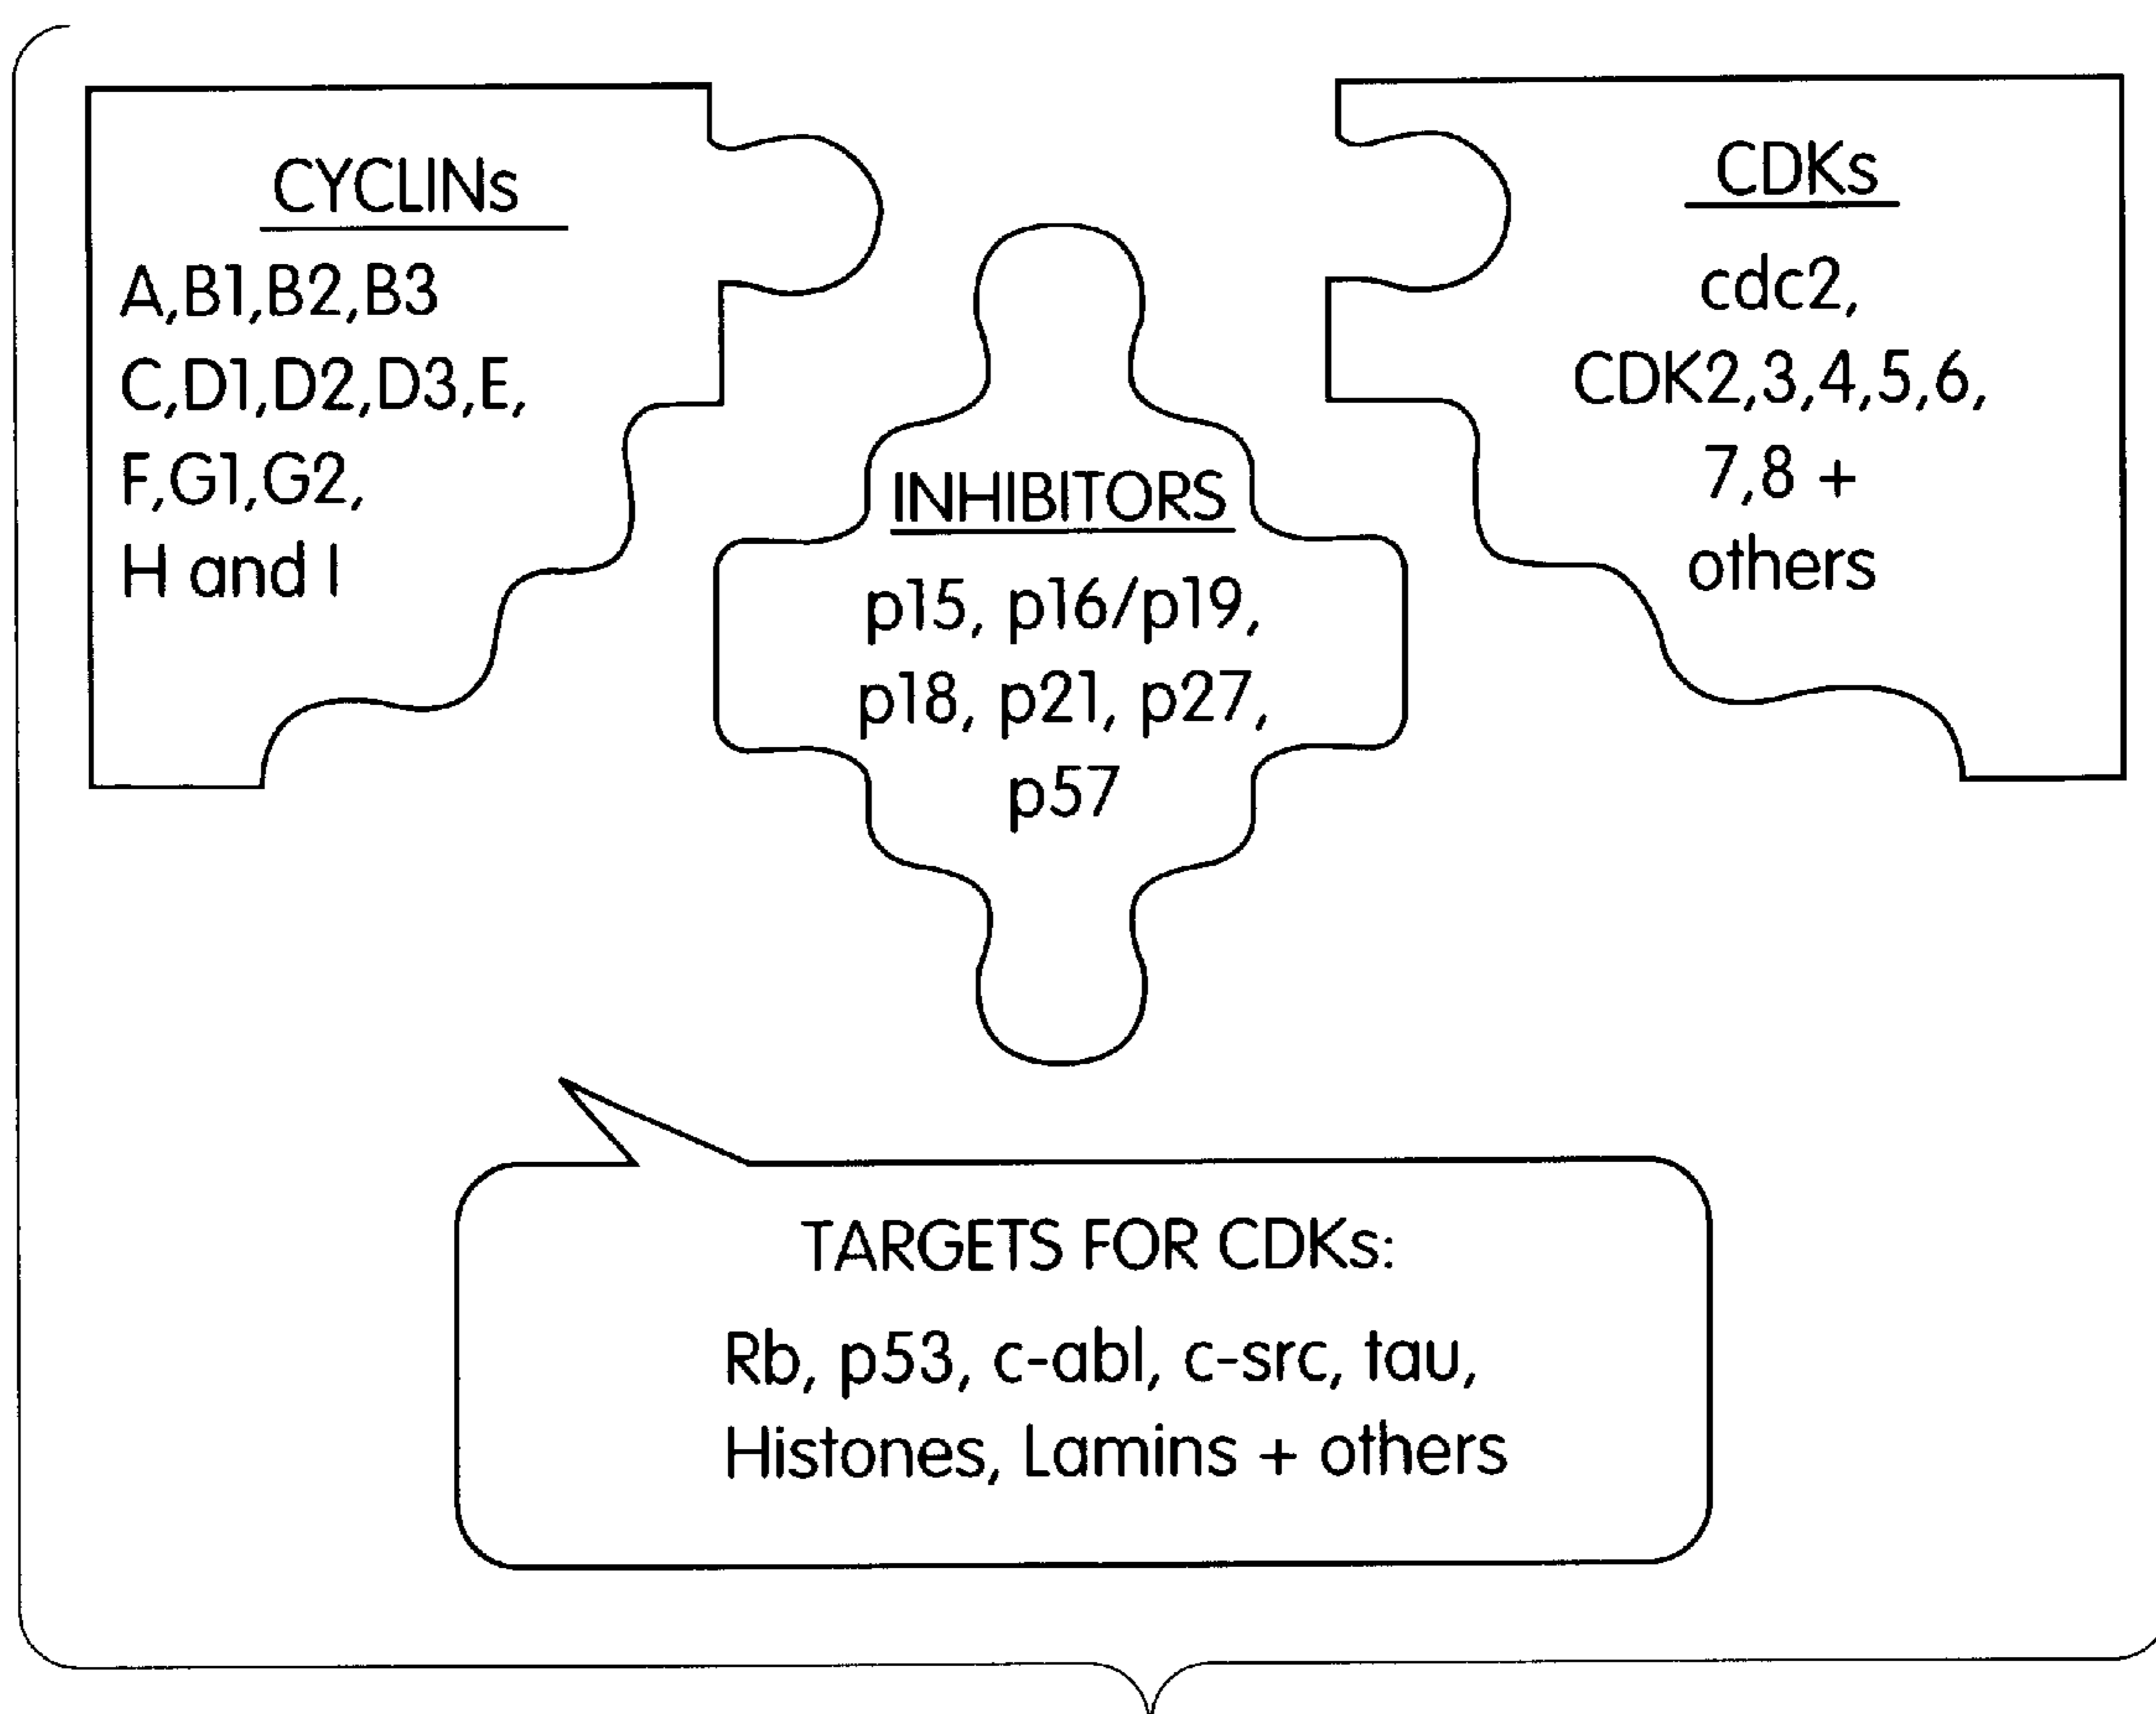 CYCLINs
A,B1,B2,B3
C,D1,D2,D3,E,
F,G1,G2,
H and I
CDKs
cdc2,
CDK2,3,4,5,6,
7,8 +
others
INHIBITORS
p15, p16/p19,
p18, p21, p27,
p57
TARGETS FOR CDKs:
Rb, p53, c-abl, c-src, tau,
Histones, Lamins + others